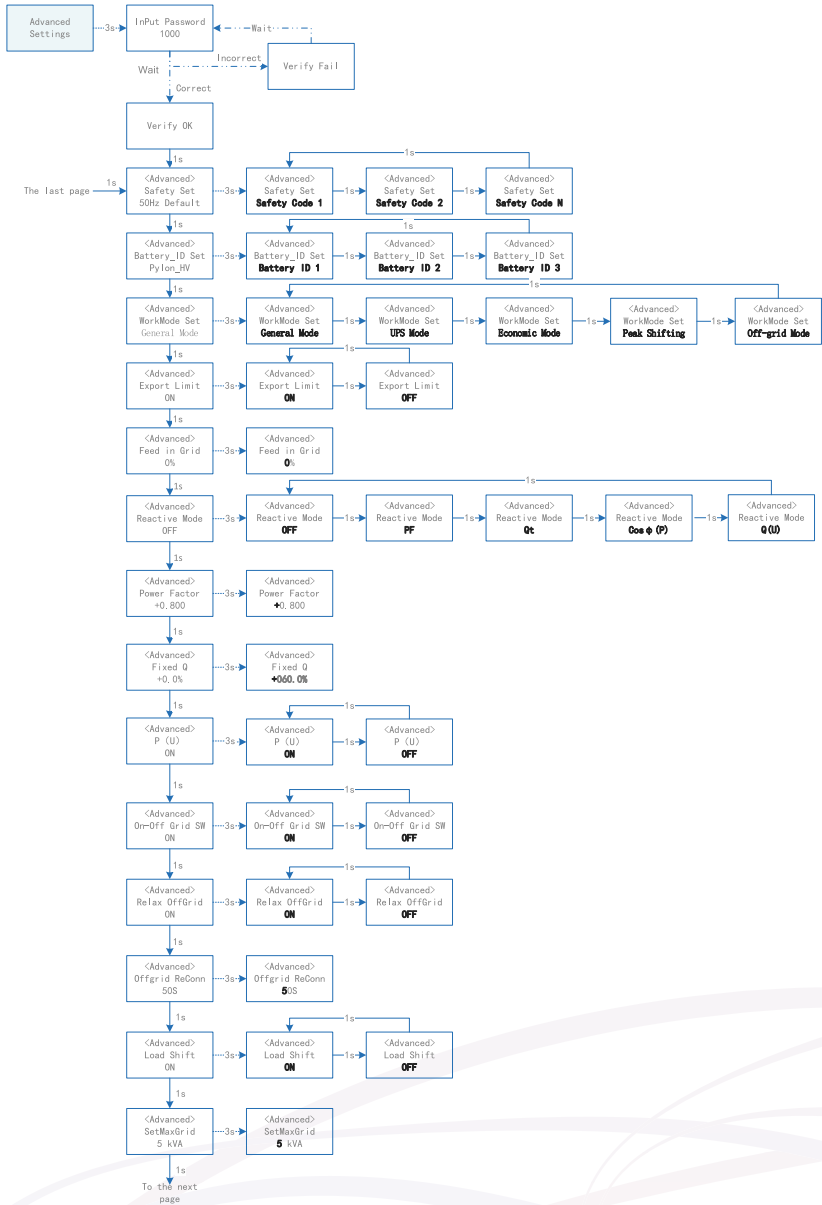 Advanced
Settings
3s
InPut Password
1000
Wait
Incorrect
Verify Fail
Wait
Correct
Verify OK
1s
The last page
1s
<Advanced>
Safety Set
50Hz Default
3s
<Advanced>
Safety Set
Safety Code 1
1s
<Advanced>
Safety Set
Safety Code 2
1s
<Advanced>
Safety Set
Safety Code N
1s
1s
<Advanced>
Battery_ID Set
Pylon_HV
3s
<Advanced>
Battery_ID Set
Battery ID 1
1s
<Advanced>
Battery_ID Set
Battery ID 2
1s
<Advanced>
Battery_ID Set
Battery ID 3
1s
1s
<Advanced>
WorkMode Set
General Mode
3s
<Advanced>
WorkMode Set
General Mode
1s
<Advanced>
WorkMode Set
UPS Mode
1s
<Advanced>
WorkMode Set
Economic Mode
1s
<Advanced>
WorkMode Set
Peak Shifitng
1s
<Advanced>
WorkMode Set
Off-grid Mode
1s
1s
<Advanced>
Export Limit
ON
3s
<Advanced>
Export Limit
ON
1s
<Advanced>
Export Limit
OFF
1s
1s
<Advanced>
Feed in Grid
0%
3s
<Advanced>
Feed in Grid
0%
1s
<Advanced>
Reactive Mode
OFF
3s
<Advanced>
Reactive Mode
OFF
1s
<Advanced>
Reactive Mode
PF
1s
<Advanced>
Reactive Mode
Qt
1s
<Advanced>
Reactive Mode
Cosφ(P)
1s
<Advanced>
Reactive Mode
Q(U)
1s
1s
<Advanced>
Power Factor
+0.800
3s
<Advanced>
Power Factor
+0.800
1s
<Advanced>
Fixed Q
+0.0%
3s
<Advanced>
Fixed Q
+060.0%
1s
<Advanced>
P (U)
ON
3s
<Advanced>
P (U)
ON
1s
<Advanced>
P (U)
OFF
1s
1s
<Advanced>
On-Off Grid SW
ON
3s
<Advanced>
On-Off Grid SW
ON
1s
<Advanced>
On-Off Grid SW
OFF
1s
1s
<Advanced>
Relax OffGrid
ON
3s
<Advanced>
Relax OffGrid
ON
1s
<Advanced>
Relax OffGrid
OFF
1s
1s
<Advanced>
Offgrid ReConn
50S
3s
<Advanced>
Offgrid ReConn
50S
1s
<Advanced>
Load Shift
ON
3s
<Advanced>
Load Shift
ON
1s
<Advanced>
Load Shift
OFF
1s
1s
<Advanced>
SetMaxGrid
5 kVA
3s
<Advanced>
SetMaxGrid
5 kVA
1s
To the next
page